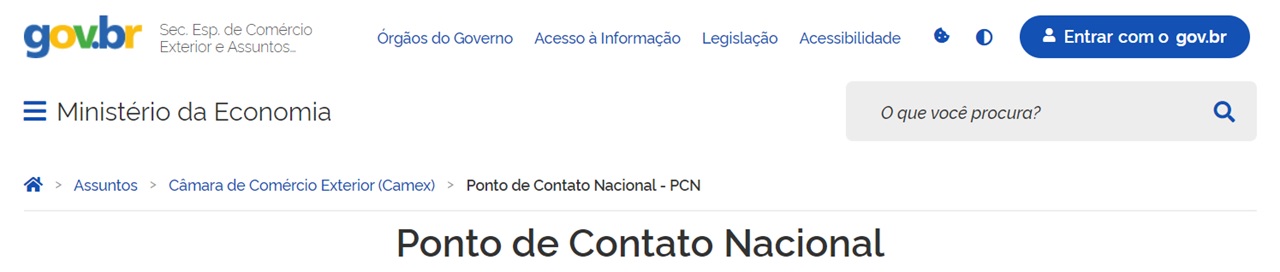 gov.br
Sec. Esp. de Comércio
Exterior e Assuntos...
Órgãos do Governo Acesso à Informação Legislação Acessibilidade
Entrar com o gov.br
Ministério da Economia
O que você procura?
Assuntos > Câmara de Comércio Exterior (Camex) > Ponto de Contato Nacional - PCN
Ponto de Contato Nacional